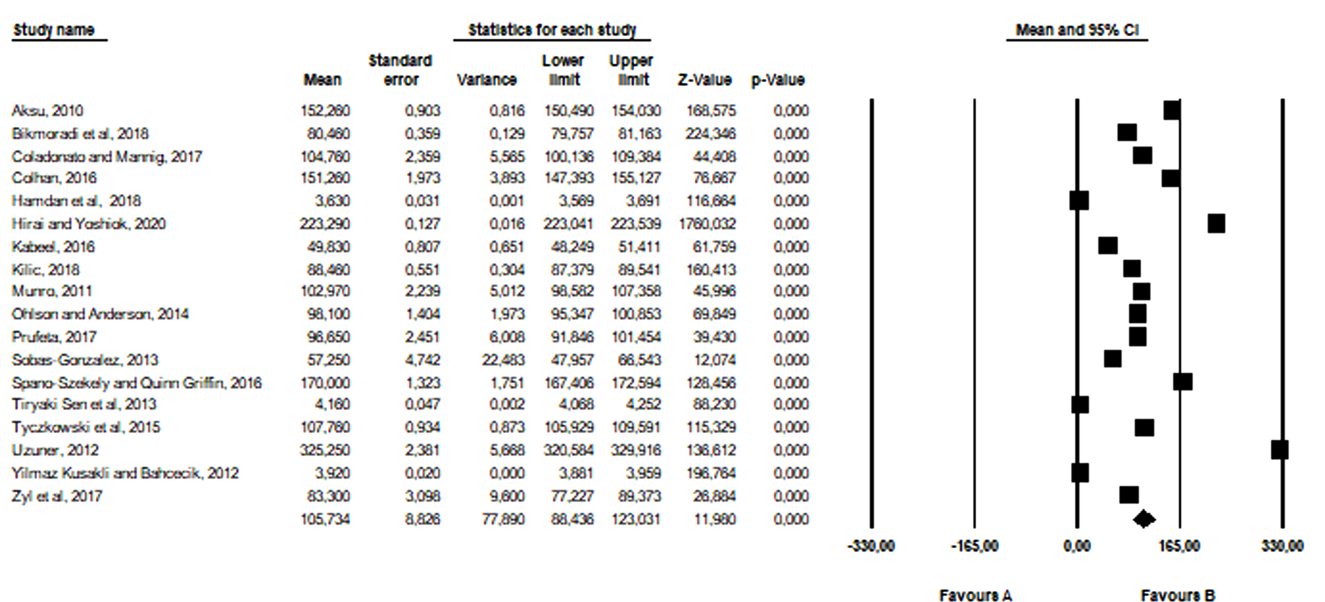 Study name Statistics for each study Mean and 95% CI
Standard Lower Upper
Mean error Variance limit limit Z-Value p-Value
Aksu, 2010 152,260 0,903 0,816 150,490 154,030 168,575 0,000
Bikmoradi et al, 2018 80,460 0,359 0,129 79,757 81,163 224,346 0,000
Coladonato and Mannig, 2017 104,760 2,359 5,565 100,136 109,384 44,408 0,000
Colhan, 2016 151,260 1,973 3,893 147,393 155,127 76,667 0,000
Hamdan et al, 2018 3,630 0,031 0,001 3,569 3,691 116,664 0,000
Hirai and Yoshiok, 2020 223,290 0,127 0,016 223,041 223,539 1760,032 0,000
Kabeel, 2016 49,830 0,807 0,651 48,249 51,411 61,759 0,000
Kilic, 2018 88,460 0,551 0,304 87,379 89,541 160,413 0,000
Munro, 2011 102,970 2,239 5,012 98,582 107,358 45,996 0,000
Ohlson and Anderson, 2014 98,100 1,404 1,973 95,347 100,853 69,849 0,000
Prufeta, 2017 96,650 2,451 6,008 91,846 101,454 39,430 0,000
Sobas-Gonzalez, 2013 57,250 4,742 22,483 47,957 66,543 12,074 0,000
Spano-Szekely and Quinn Griffin, 2016 170,000 1,323 1,751 167,406 172,594 128,456 0,000
Tiryaki Sen et al, 2013 4,160 0,047 0,002 4,068 4,252 88,230 0,000
Tyczkowski et al, 2015 107,760 0,934 0,873 105,929 109,591 115,329 0,000
Uzuner, 2012 325,250 2,381 5,668 320,584 329,916 136,612 0,000
Yilmaz Kusakli and Bahcecik, 2012 3,920 0,020 0,000 3,881 3,959 196,764 0,000
Zyl et al, 2017 83,300 3,098 9,600 77,227 89,373 26,884 0,000
105,734 8,826 77,890 88,436 123,031 11,980 0,000
-330,00 -165,00 0,00 165,00 330,00
Favours A Favours B